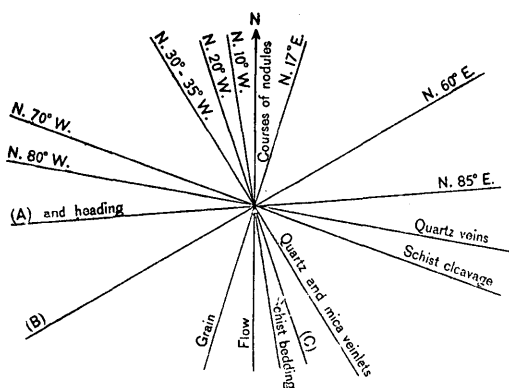 N
N. 10° W.
N. 20° W.
N. 30°-35° W.
Courses of nodules
N. 17° E.
N. 60° E.
N. 70° W.
N. 80° W.
N. 85° E.
(A) and heading
Quartz veins
Schist cleavage
(B)
Grain
Flow
Schist bedding
(C)
Quartz and mica veinlets